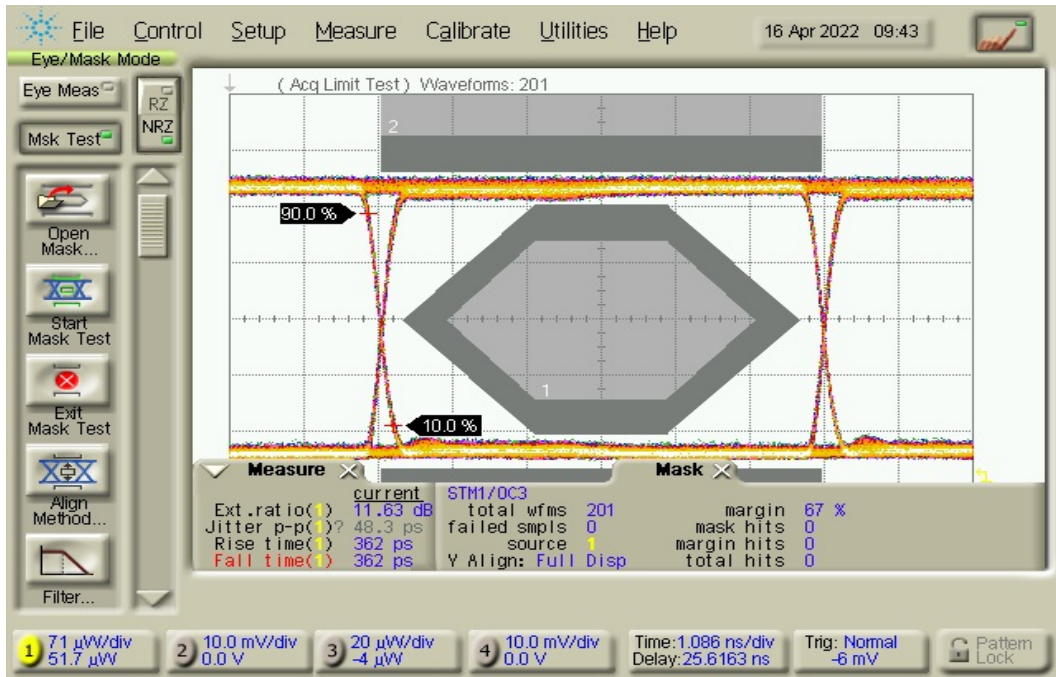 File Control Setup Measure Calibrate Utilities Help 16 Apr 2022 09:43
Eye/Mask Mode
Eye Meas
RZ
NRZ
Msk Test
Open
Mask...
Start
Mask Test
Exit
Mask Test
Align
Method...
Filter...
( Acq Limit Test ) Waveforms: 201
2
90.0 %
1
10.0 %
Measure
current
Ext.ratio(1) 11.63 dB
Jitter p-p(1)? 48.3 ps
Rise time(1) 362 ps
Fall time(1) 362 ps
Mask
STM1/OC3
total wfms 201 margin 67 %
failed smpls 0 mask hits 0
source 1 margin hits 0
Y Align: Full Disp total hits 0
1 71 µW/div
51.7 µW
2 10.0 mV/div
0.0 V
3 20 µW/div
-4 µW
4 10.0 mV/div
0.0 V
Time:1.086 ns/div
Delay:25.6163 ns
Trig: Normal
-6 mV
Pattern
Lock